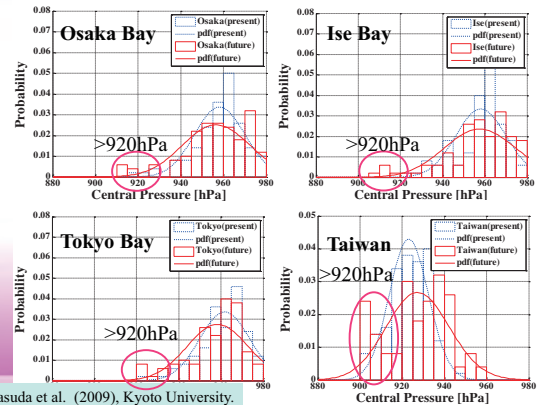 Osaka Bay
Osaka(present)
pdf(present)
Osaka(future)
pdf(future)
>920hPa
Probability
0.08
0.07
0.06
0.05
0.04
0.03
0.02
0.01
0
880 900 920 940 960 980
Central Pressure [hPa]
Ise Bay
Ise(present)
pdf(present)
Ise(future)
pdf(future)
>920hPa
Probability
0.08
0.07
0.06
0.05
0.04
0.03
0.02
0.01
0
880 900 920 940 960 980
Central Pressure [hPa]
Tokyo Bay
Tokyo(present)
pdf(present)
Tokyo(future)
pdf(future)
>920hPa
Probability
0.08
0.07
0.06
0.05
0.04
0.03
0.02
0.01
980
Taiwan
Taiwan(present)
pdf(present)
Taiwan(future)
pdf(future)
>920hPa
Probability
0.05
0.04
0.03
0.02
0.01
0
880 900 920 940 960 980
Central Pressure [hPa]
asuda et al. (2009), Kyoto University.